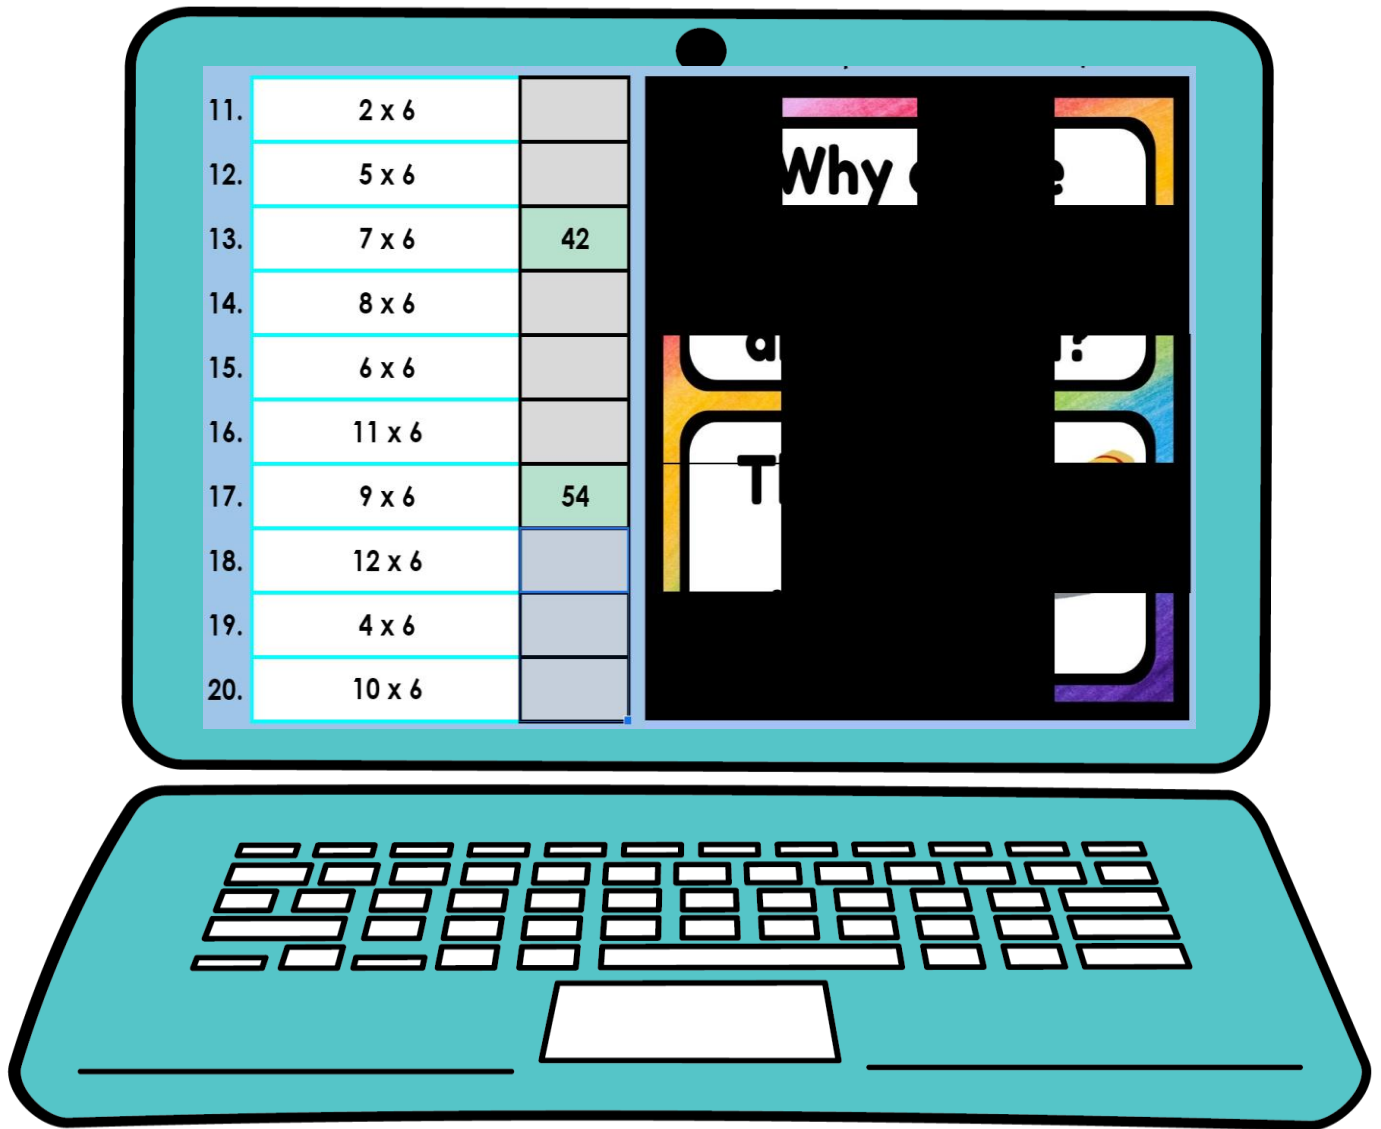 11. 2 x 6
12. 5 x 6
13. 7 x 6 42
14. 8 x 6
15. 6 x 6
16. 11 x 6
17. 9 x 6 54
18. 12 x 6
19. 4 x 6
20. 10 x 6
Why